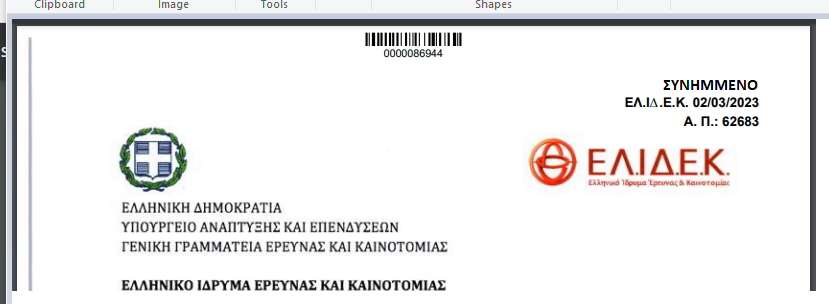 Clipboard Image Tools Shapes
0000086944
ΣΥΝΗΜΜΕΝΟ
ΕΛ.ΙΔ.Ε.Κ. 02/03/2023
Α. Π.: 62683
ΕΛ.ΙΔ.Ε.Κ.
Ελληνικό Ίδρυμα Έρευνας & Καινοτομίας
ΕΛΛΗΝΙΚΗ ΔΗΜΟΚΡΑΤΙΑ
ΥΠΟΥΡΓΕΙΟ ΑΝΑΠΤΥΞΗΣ ΚΑΙ ΕΠΕΝΔΥΣΕΩΝ
ΓΕΝΙΚΗ ΓΡΑΜΜΑΤΕΙΑ ΕΡΕΥΝΑΣ ΚΑΙ ΚΑΙΝΟΤΟΜΙΑΣ
ΕΛΛΗΝΙΚΟ ΙΔΡΥΜΑ ΕΡΕΥΝΑΣ ΚΑΙ ΚΑΙΝΟΤΟΜΙΑΣ